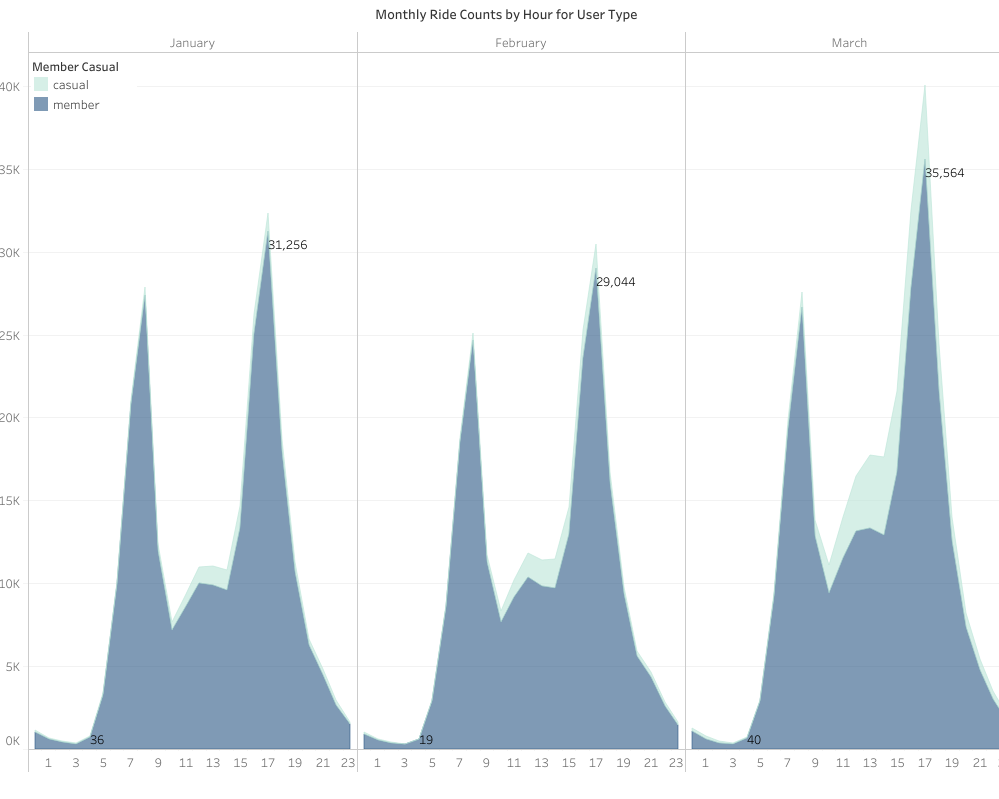 Monthly Ride Counts by Hour for User Type
January February March
Member Casual
casual
member
40K
35K
30K
25K
20K
15K
10K
5K
0K
35,564
31,256
29,044
36 19 40
1 3 5 7 9 11 13 15 17 19 21 23 1 3 5 7 9 11 13 15 17 19 21 23 1 3 5 7 9 11 13 15 17 19 21